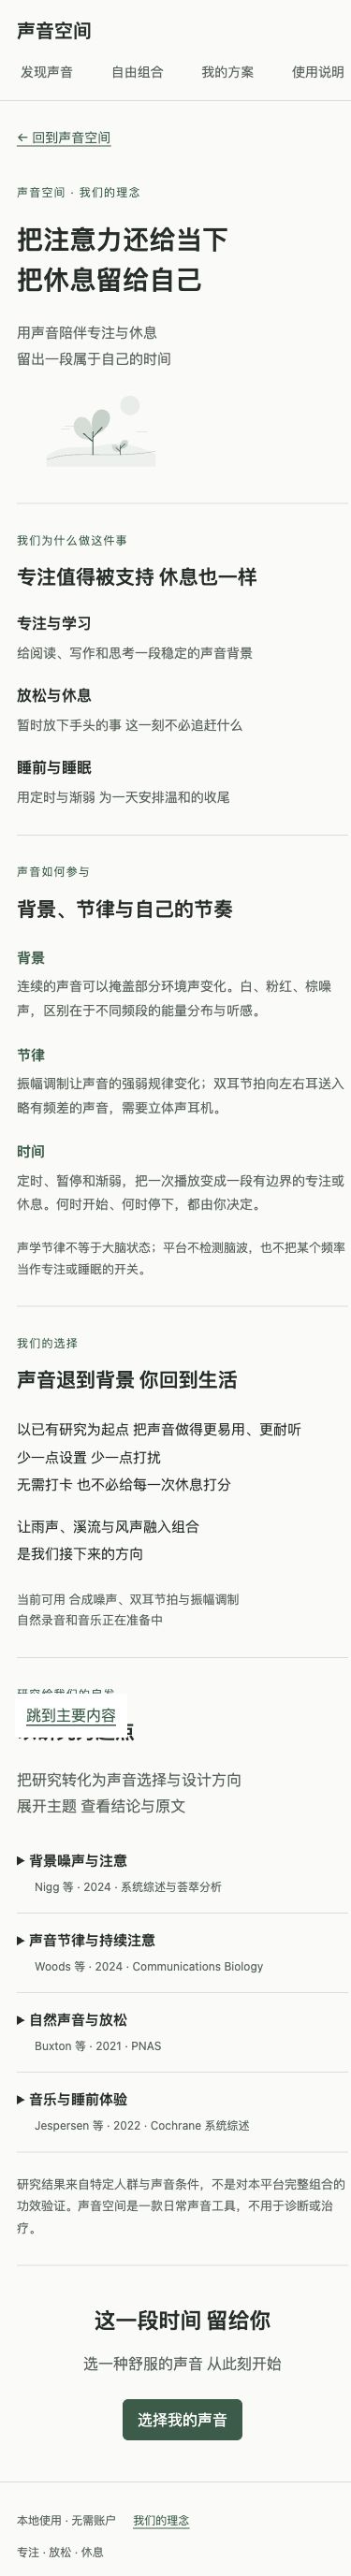 声音空间
发现声音 自由组合 我们的方案 使用说明
← 回到声音空间
声音空间 · 我们的理念
把注意力还给当下
把休息留给自己
用声音陪伴专注与休息
留出一段属于自己的时间
我们为什么做这件事
专注值得被支持 休息也一样
专注与学习
给阅读、写作和思考一段稳定的声音背景
放松与休息
暂时放下手头的事 这一刻不必追赶什么
睡前与睡眠
用定时与渐弱 为一天安排温和的收尾
声音如何参与
背景、节律与自己的节奏
背景
连续的声音可以掩盖部分环境声变化。白、粉红、棕噪
声，区别在于不同频段的能量分布与听感。
节律
振幅调制让声音的强弱规律变化；双耳节拍向左右耳送入
略有频差的声音，需要立体声耳机。
时间
定时、暂停和渐弱，把一次播放变成一段有边界的专注或
休息。何时开始、何时停下，都由你决定。
声学节律不等于大脑状态；平台不检测脑波，也不把某个频率
当作专注或睡眠的开关。
我们的选择
声音退到背景 你回到生活
以已有研究为起点 把声音做得更易用、更耐听
少一点设置 少一点打扰
无需打卡 也不必给每一次休息打分
让雨声、溪流与风声融入组合
是我们接下来的方向
当前可用 合成噪声、双耳节拍与振幅调制
自然录音和音乐正在准备中
跳到主要内容
把研究转化为声音选择与设计方向
展开主题 查看结论与原文
▶ 背景噪声与注意
Nigg 等 · 2024 · 系统综述与荟萃分析
▶ 声音节律与持续注意
Woods 等 · 2024 · Communications Biology
▶ 自然声音与放松
Buxton 等 · 2021 · PNAS
▶ 音乐与睡前体验
Jespersen 等 · 2022 · Cochrane 系统综述
研究结果来自特定人群与声音条件，不是对本平台完整组合的
功效验证。声音空间是一款日常声音工具，不用于诊断或治
疗。
这一段时间 留给你
选一种舒服的声音 从此刻开始
选择我的声音
本地使用 · 无需账户 我们的理念
专注 · 放松 · 休息